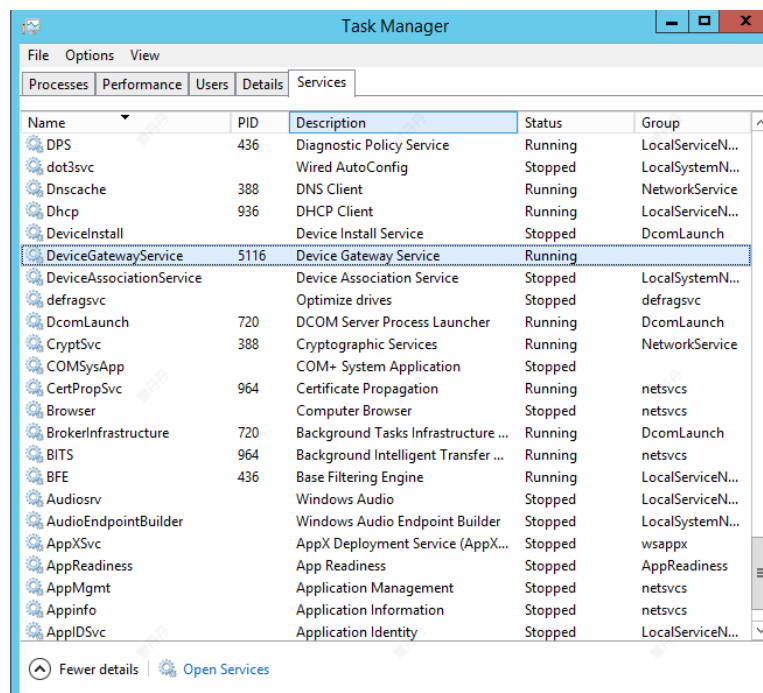 Task Manager
File Options View
Processes Performance Users Details Services
Name PID Description Status Group
DPS 436 Diagnostic Policy Service Running LocalServiceN...
dot3svc Wired AutoConfig Stopped LocalSystemN...
Dnscache 388 DNS Client Running NetworkService
Dhcp 936 DHCP Client Running LocalServiceN...
DeviceInstall Device Install Service Stopped DcomLaunch
DeviceGatewayService 5116 Device Gateway Service Running
DeviceAssociationService Device Association Service Stopped LocalSystemN...
defragsvc Optimize drives Stopped defragsvc
DcomLaunch 720 DCOM Server Process Launcher Running DcomLaunch
CryptSvc 388 Cryptographic Services Running NetworkService
COMSysApp COM+ System Application Stopped
CertPropSvc 964 Certificate Propagation Running netsvcs
Browser Computer Browser Stopped netsvcs
BrokerInfrastructure 720 Background Tasks Infrastructure ... Running DcomLaunch
BITS 964 Background Intelligent Transfer ... Running netsvcs
BFE 436 Base Filtering Engine Running LocalServiceN...
Audiosrv Windows Audio Stopped LocalServiceN...
AudioEndpointBuilder Windows Audio Endpoint Builder Stopped LocalSystemN...
AppXSvc AppX Deployment Service (AppX... Stopped wsappx
AppReadiness App Readiness Stopped AppReadiness
AppMgmt Application Management Stopped netsvcs
Appinfo Application Information Stopped netsvcs
AppIDSvc Application Identity Stopped LocalServiceN...
Fewer details Open Services